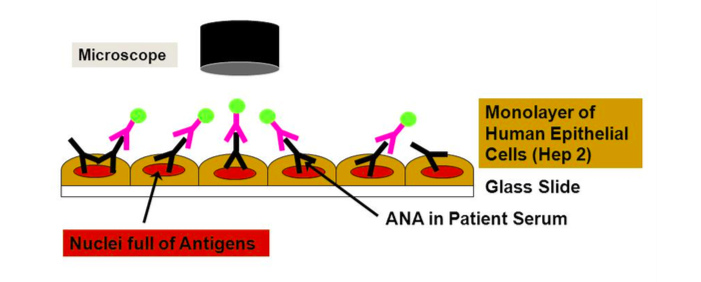 Microscope
Monolayer of
Human Epithelial
Cells (Hep 2)
Glass Slide
ANA in Patient Serum
Nuclei full of Antigens